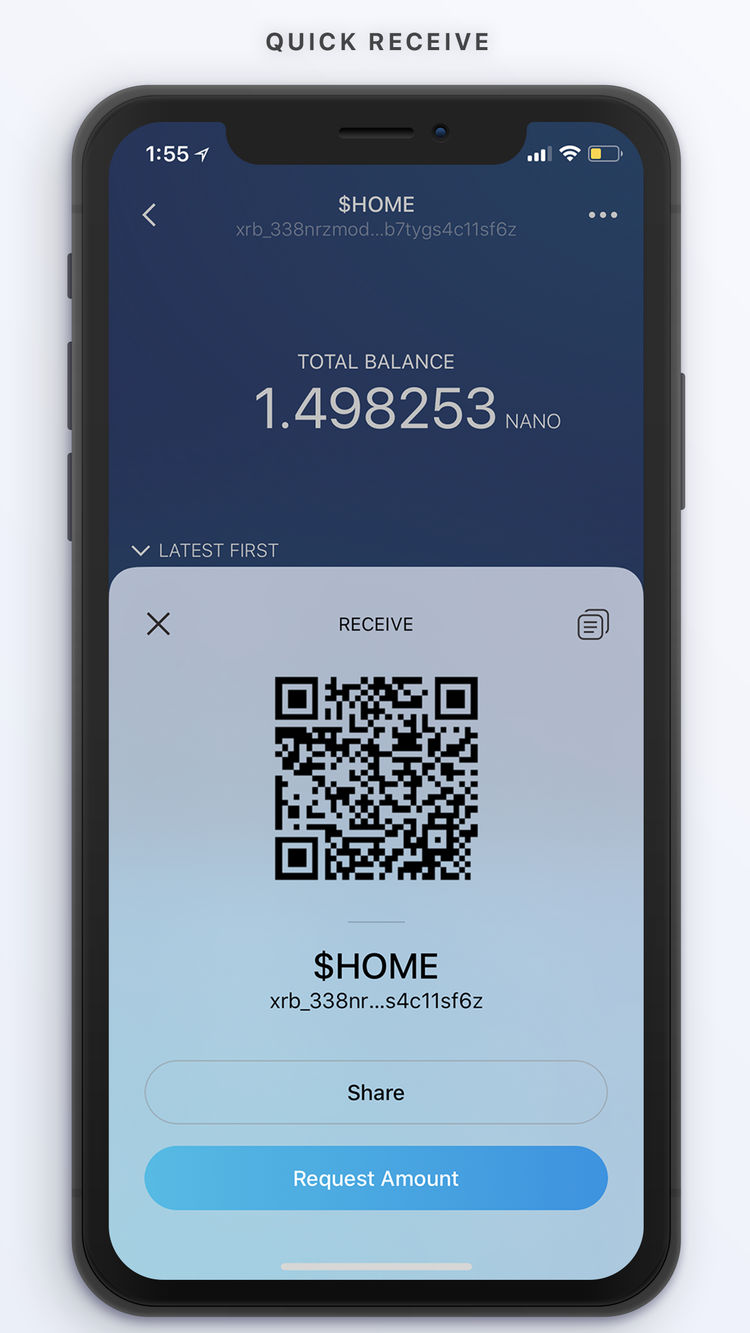 QUICK RECEIVE
1:55
$HOME
xrb_338nrzmod...b7tygs4c11sf6z
TOTAL BALANCE
1.498253 NANO
LATEST FIRST
RECEIVE
$HOME
xrb_338nr...s4c11sf6z
Share
Request Amount